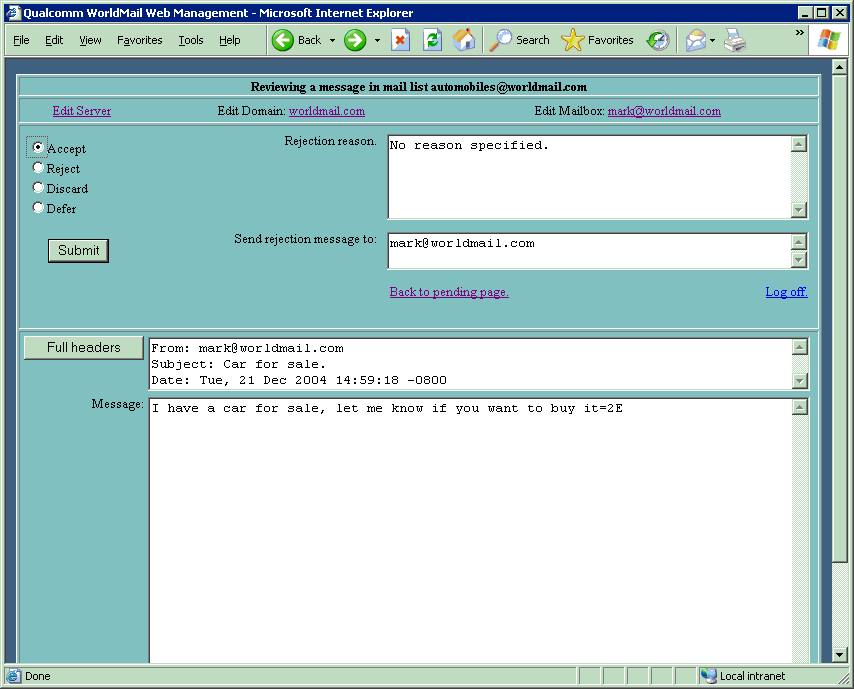 Qualcomm WorldMail Web Management - Microsoft Internet Explorer
File Edit View Favorites Tools Help Back Search Favorites »
Reviewing a message in mail list automobiles@worldmail.com
Edit Server Edit Domain: worldmail.com Edit Mailbox: mark@worldmail.com
Accept
Reject
Discard
Defer
Submit
Rejection reason.
No reason specified.
Send rejection message to:
mark@worldmail.com
Back to pending page. Log off.
Full headers
From: mark@worldmail.com
Subject: Car for sale.
Date: Tue, 21 Dec 2004 14:59:18 -0800
Message:
I have a car for sale, let me know if you want to buy it=2E
Done Local intranet